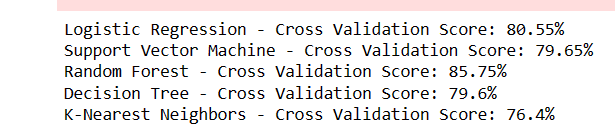 Logistic Regression - Cross Validation Score: 80.55%
Support Vector Machine - Cross Validation Score: 79.65%
Random Forest - Cross Validation Score: 85.75%
Decision Tree - Cross Validation Score: 79.6%
K-Nearest Neighbors - Cross Validation Score: 76.4%